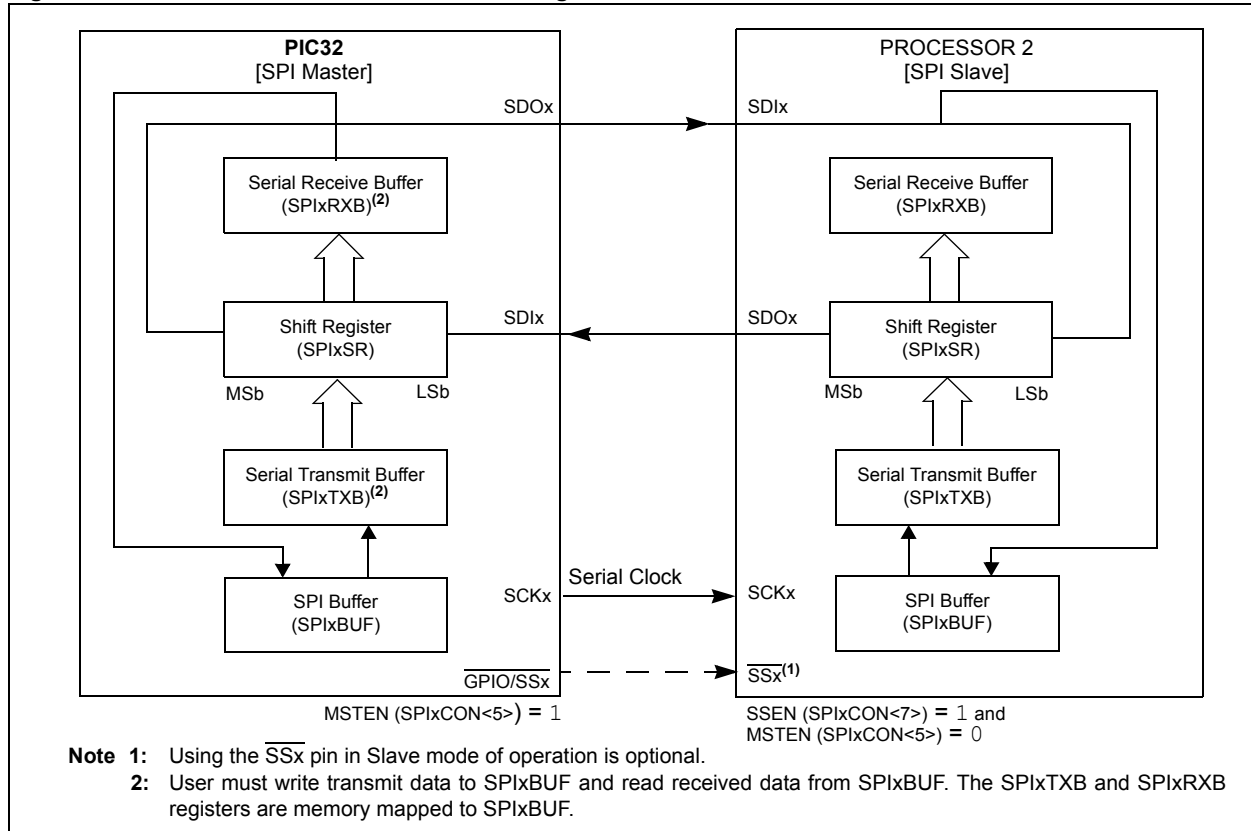 PIC32
[SPI Master]
PROCESSOR 2
[SPI Slave]
SDOx
SDIx
Serial Receive Buffer
(SPIxRXB)(2)
Serial Receive Buffer
(SPIxRXB)
SDIx
SDOx
Shift Register
(SPIxSR)
Shift Register
(SPIxSR)
MSb
LSb
MSb
LSb
Serial Transmit Buffer
(SPIxTXB)(2)
Serial Transmit Buffer
(SPIxTXB)
SPI Buffer
(SPIxBUF)
SCKx
Serial Clock
SCKx
SPI Buffer
(SPIxBUF)
GPIO/SSx
SSx(1)
MSTEN (SPIxCON<5>) = 1
SSEN (SPIxCON<7>) = 1 and
MSTEN (SPIxCON<5>) = 0
Note 1: Using the SSx pin in Slave mode of operation is optional.
2: User must write transmit data to SPIxBUF and read received data from SPIxBUF. The SPIxTXB and SPIxRXB
registers are memory mapped to SPIxBUF.